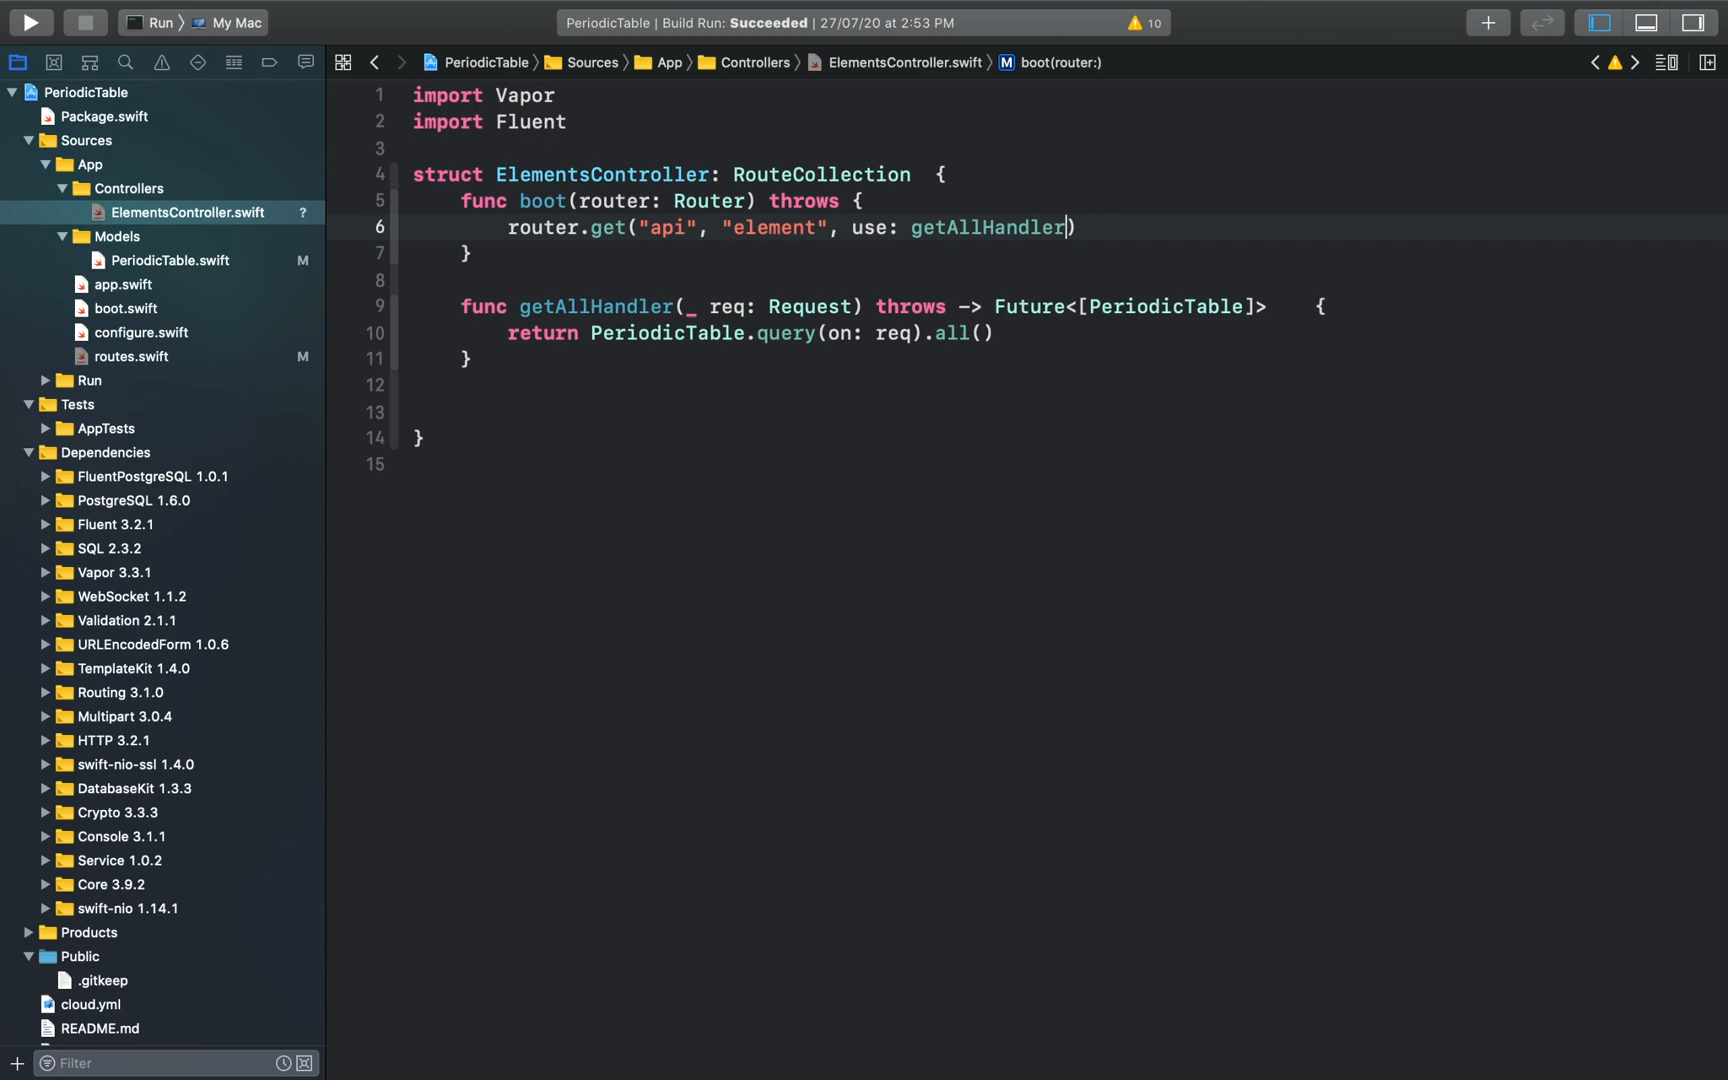 Run
My Mac
PeriodicTable | Build Run: Succeeded | 27/07/20 at 2:53 PM
10
PeriodicTable
Sources
App
Controllers
ElementsController.swift
M
boot(router:)
PeriodicTable
Package.swift
Sources
App
Controllers
ElementsController.swift ?
Models
PeriodicTable.swift M
app.swift
boot.swift
configure.swift
routes.swift M
Run
Tests
AppTests
Dependencies
FluentPostgreSQL 1.0.1
PostgreSQL 1.6.0
Fluent 3.2.1
SQL 2.3.2
Vapor 3.3.1
WebSocket 1.1.2
Validation 2.1.1
URLEncodedForm 1.0.6
TemplateKit 1.4.0
Routing 3.1.0
Multipart 3.0.4
HTTP 3.2.1
swift-nio-ssl 1.4.0
DatabaseKit 1.3.3
Crypto 3.3.3
Console 3.1.1
Service 1.0.2
Core 3.9.2
swift-nio 1.14.1
Products
Public
.gitkeep
cloud.yml
README.md
Filter
1 import Vapor
2 import Fluent
3
4 struct ElementsController: RouteCollection  {
5     func boot(router: Router) throws {
6         router.get("api", "element", use: getAllHandler)
7     }
8
9     func getAllHandler(_ req: Request) throws -> Future<[PeriodicTable]>    {
10         return PeriodicTable.query(on: req).all()
11     }
12
13
14 }
15